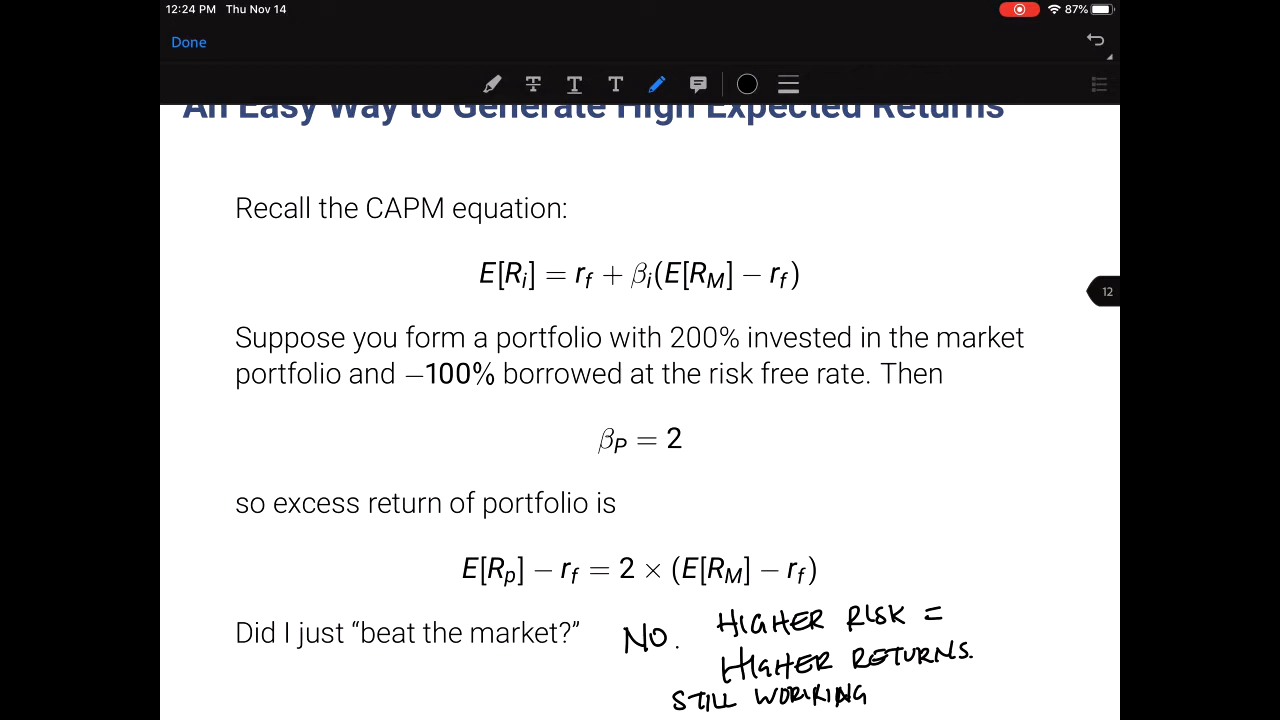 12:24 PM Thu Nov 14
87%
Done
An Easy Way to Generate High Expected Returns
Recall the CAPM equation:
E[Rᵢ] = r_f + βᵢ(E[R_M] − r_f)
12
Suppose you form a portfolio with 200% invested in the market
portfolio and −100% borrowed at the risk free rate. Then
β_P = 2
so excess return of portfolio is
E[R_p] − r_f = 2 × (E[R_M] − r_f)
Did I just “beat the market?” NO. HIGHER RISK =
HIGHER RETURNS.
STILL WORKING